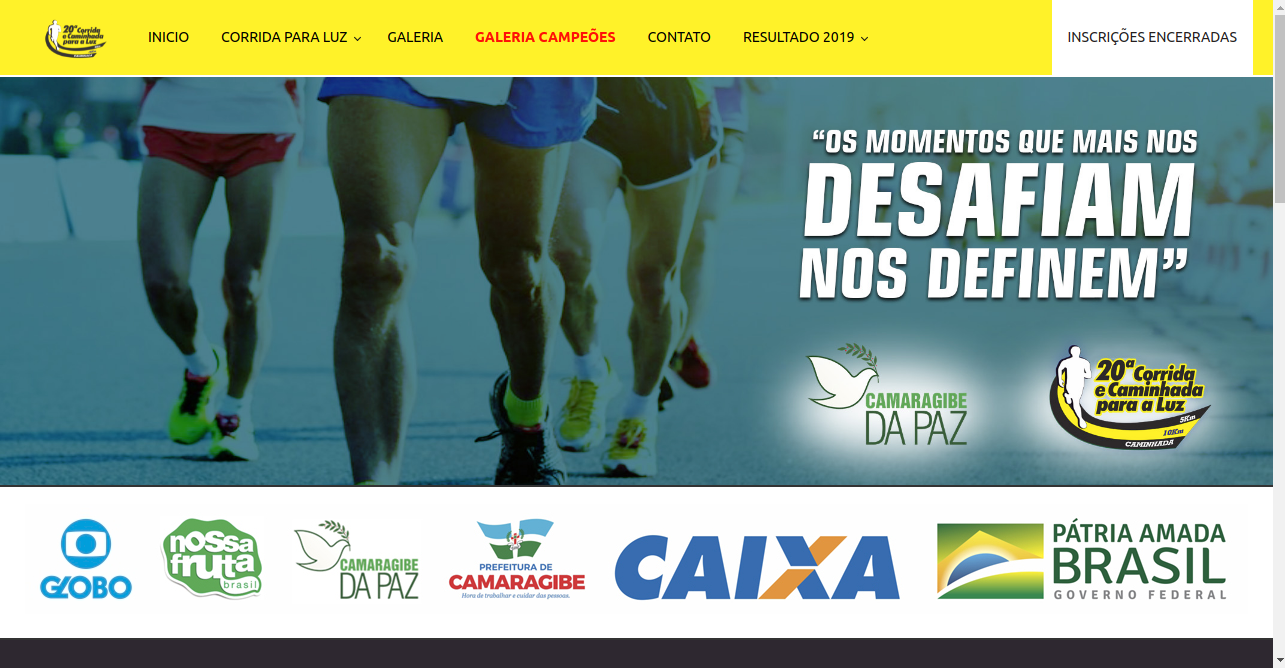 20ª Corrida
e Caminhada
para a Luz
CAMINHADA
INICIO
CORRIDA PARA LUZ
GALERIA
GALERIA CAMPEÕES
CONTATO
RESULTADO 2019
INSCRIÇÕES ENCERRADAS
“OS MOMENTOS QUE MAIS NOS
DESAFIAM
NOS DEFINEM”
CAMARAGIBE
DA PAZ
20ª Corrida
e Caminhada
para a Luz
5Km
10Km
CAMINHADA
GLOBO
nossa
fruta
brasil
CAMARAGIBE
DA PAZ
PREFEITURA DE
CAMARAGIBE
Hora de trabalhar e cuidar das pessoas.
CAIXA
PÁTRIA AMADA
BRASIL
GOVERNO FEDERAL